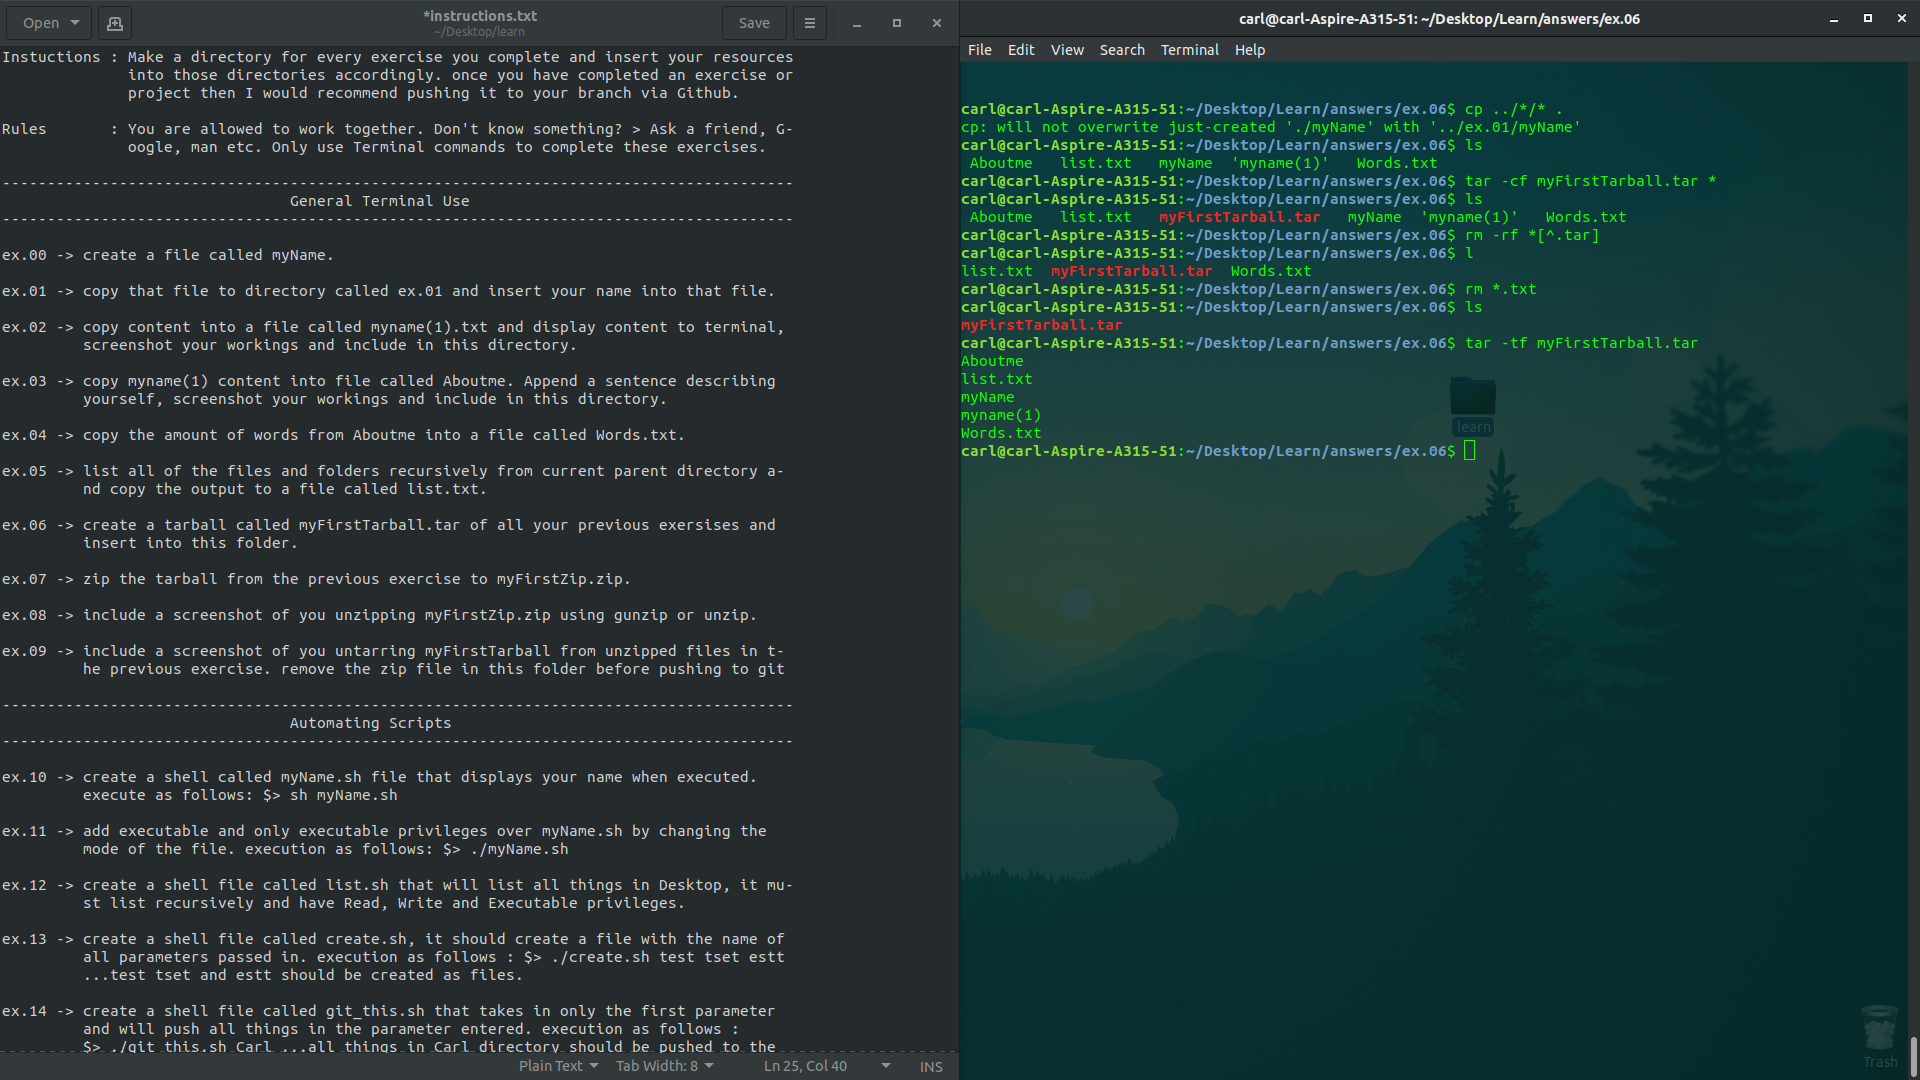 Open
*instructions.txt
~/Desktop/learn
Save
Instuctions : Make a directory for every exercise you complete and insert your resources
into those directories accordingly. once you have completed an exercise or
project then I would recommend pushing it to your branch via Github.
Rules       : You are allowed to work together. Don't know something? > Ask a friend, G-
oogle, man etc. Only use Terminal commands to complete these exercises.
----------------------------------------------------------------------------------------
General Terminal Use
----------------------------------------------------------------------------------------
ex.00 -> create a file called myName.
ex.01 -> copy that file to directory called ex.01 and insert your name into that file.
ex.02 -> copy content into a file called myname(1).txt and display content to terminal,
screenshot your workings and include in this directory.
ex.03 -> copy myname(1) content into file called Aboutme. Append a sentence describing
yourself, screenshot your workings and include in this directory.
ex.04 -> copy the amount of words from Aboutme into a file called Words.txt.
ex.05 -> list all of the files and folders recursively from current parent directory a-
nd copy the output to a file called list.txt.
ex.06 -> create a tarball called myFirstTarball.tar of all your previous exersises and
insert into this folder.
ex.07 -> zip the tarball from the previous exercise to myFirstZip.zip.
ex.08 -> include a screenshot of you unzipping myFirstZip.zip using gunzip or unzip.
ex.09 -> include a screenshot of you untarring myFirstTarball from unzipped files in t-
he previous exercise. remove the zip file in this folder before pushing to git
----------------------------------------------------------------------------------------
Automating Scripts
----------------------------------------------------------------------------------------
ex.10 -> create a shell called myName.sh file that displays your name when executed.
execute as follows: $> sh myName.sh
ex.11 -> add executable and only executable privileges over myName.sh by changing the
mode of the file. execution as follows: $> ./myName.sh
ex.12 -> create a shell file called list.sh that will list all things in Desktop, it mu-
st list recursively and have Read, Write and Executable privileges.
ex.13 -> create a shell file called create.sh, it should create a file with the name of
all parameters passed in. execution as follows : $> ./create.sh test tset estt
...test tset and estt should be created as files.
ex.14 -> create a shell file called git_this.sh that takes in only the first parameter
and will push all things in the parameter entered. execution as follows :
$> ./git_this.sh Carl ...all things in Carl directory should be pushed to the
Plain Text
Tab Width: 8
Ln 25, Col 40
INS
carl@carl-Aspire-A315-51: ~/Desktop/Learn/answers/ex.06
File Edit View Search Terminal Help
carl@carl-Aspire-A315-51:~/Desktop/Learn/answers/ex.06$ cp ../*/* .
cp: will not overwrite just-created './myName' with '../ex.01/myName'
carl@carl-Aspire-A315-51:~/Desktop/Learn/answers/ex.06$ ls
Aboutme   list.txt   myName  'myname(1)'   Words.txt
carl@carl-Aspire-A315-51:~/Desktop/Learn/answers/ex.06$ tar -cf myFirstTarball.tar *
carl@carl-Aspire-A315-51:~/Desktop/Learn/answers/ex.06$ ls
Aboutme   list.txt   myFirstTarball.tar   myName  'myname(1)'   Words.txt
carl@carl-Aspire-A315-51:~/Desktop/Learn/answers/ex.06$ rm -rf *[^.tar]
carl@carl-Aspire-A315-51:~/Desktop/Learn/answers/ex.06$ l
list.txt  myFirstTarball.tar  Words.txt
carl@carl-Aspire-A315-51:~/Desktop/Learn/answers/ex.06$ rm *.txt
carl@carl-Aspire-A315-51:~/Desktop/Learn/answers/ex.06$ ls
myFirstTarball.tar
carl@carl-Aspire-A315-51:~/Desktop/Learn/answers/ex.06$ tar -tf myFirstTarball.tar
Aboutme
list.txt
myName
myname(1)
Words.txt
carl@carl-Aspire-A315-51:~/Desktop/Learn/answers/ex.06$
learn
Trash